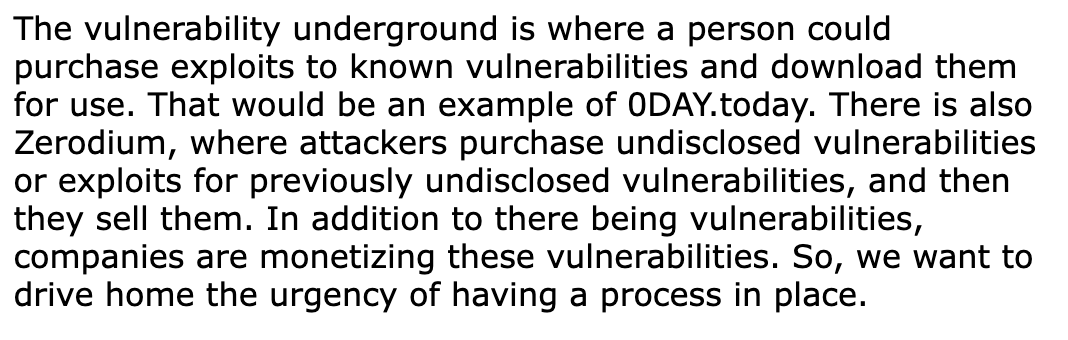 The vulnerability underground is where a person could
purchase exploits to known vulnerabilities and download them
for use. That would be an example of 0DAY.today. There is also
Zerodium, where attackers purchase undisclosed vulnerabilities
or exploits for previously undisclosed vulnerabilities, and then
they sell them. In addition to there being vulnerabilities,
companies are monetizing these vulnerabilities. So, we want to
drive home the urgency of having a process in place.